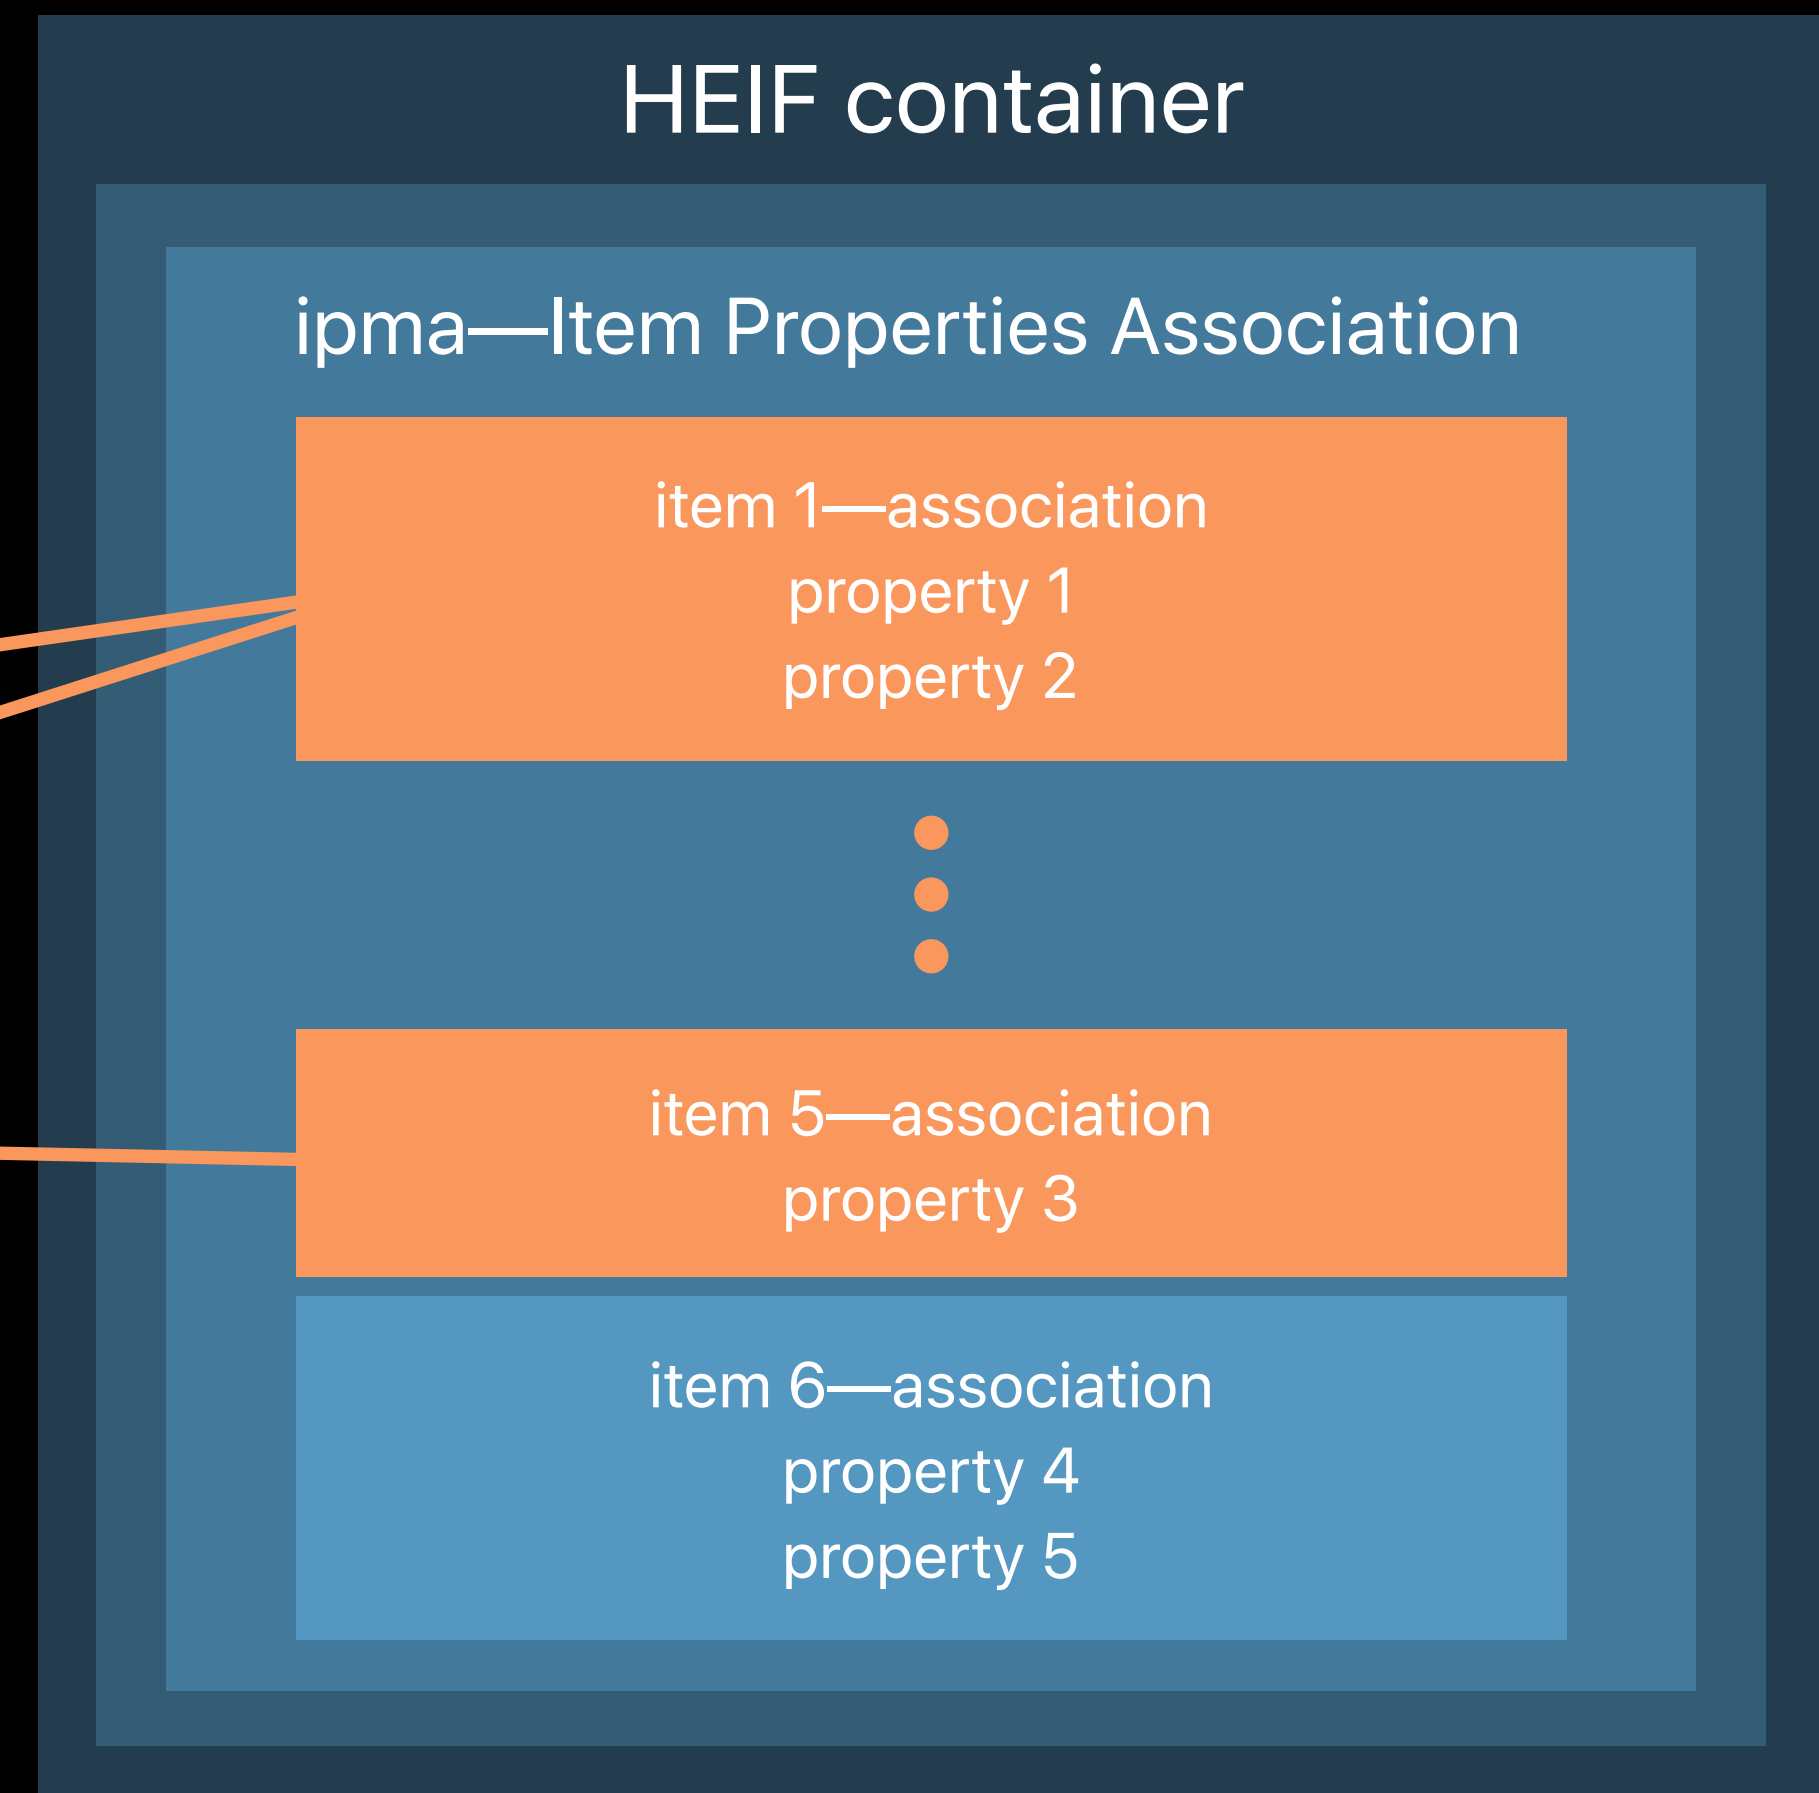 HEIF container
ipma—Item Properties Association
item 1—association
property 1
property 2
item 5—association
property 3
item 6—association
property 4
property 5